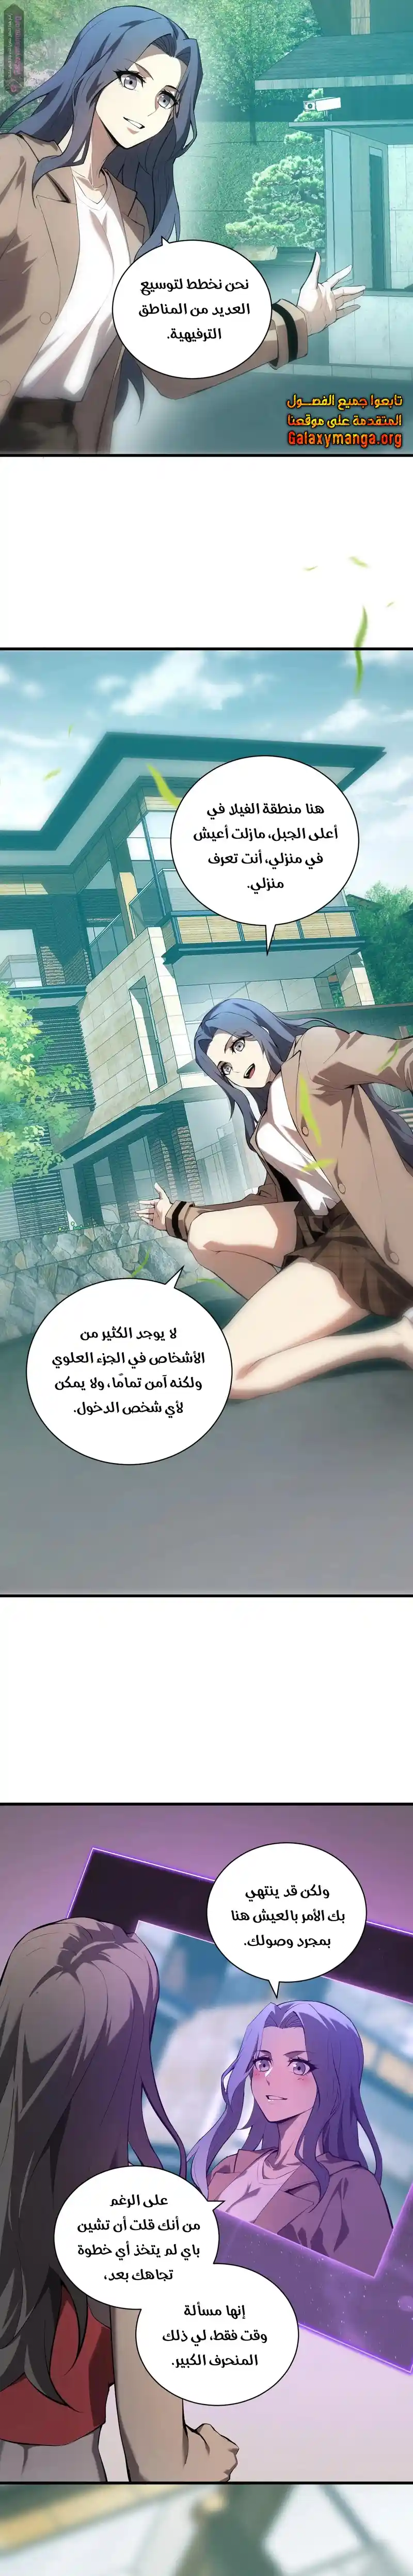 نحن نخطط لتوسيع
العديد من المناطق
الترفيهية.
تابعوا جميع الفصــول
المتقدمة على موقعنا
Galaxymanga.org
هنا منطقة الفيلا في
أعلى الجبل، مازلت أعيش
في منزلي، أنت تعرف
منزلي.
لا يوجد الكثير من
الأشخاص في الجزء العلوي
ولكنه آمن تمامًا، ولا يمكن
لأي شخص الدخول.
ولكن قد ينتهي
بك الأمر بالعيش هنا
بمجرد وصولك.
على الرغم
من أنك قلت أن تشين
باي لم يتخذ أي خطوة
تجاهك بعد،
إنها مسألة
وقت فقط، لي ذلك
المنحرف الكبير.